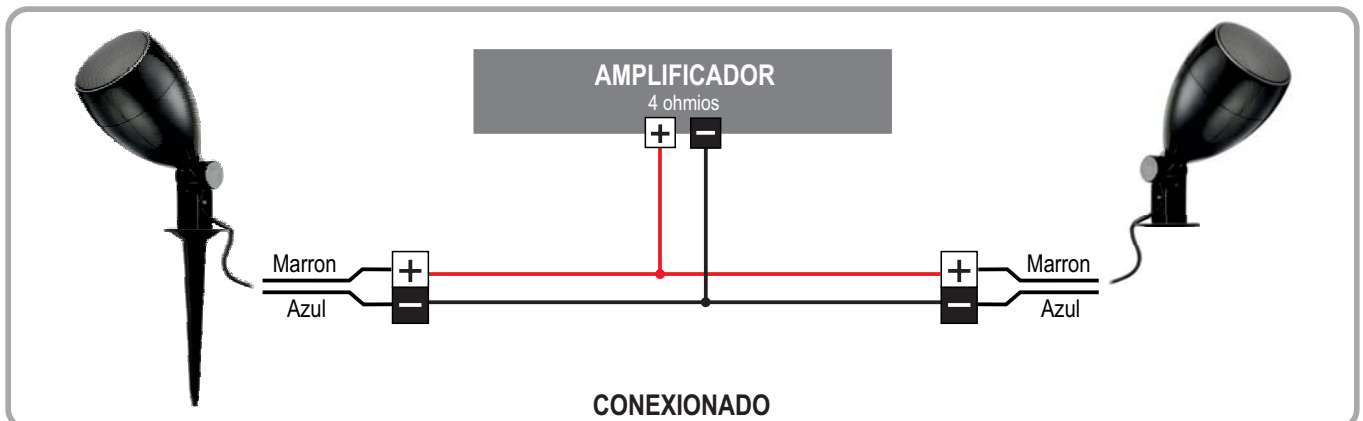 AMPLIFICADOR
4 ohmios
+ −
Marron + + Marron
Azul − − Azul
CONEXIONADO